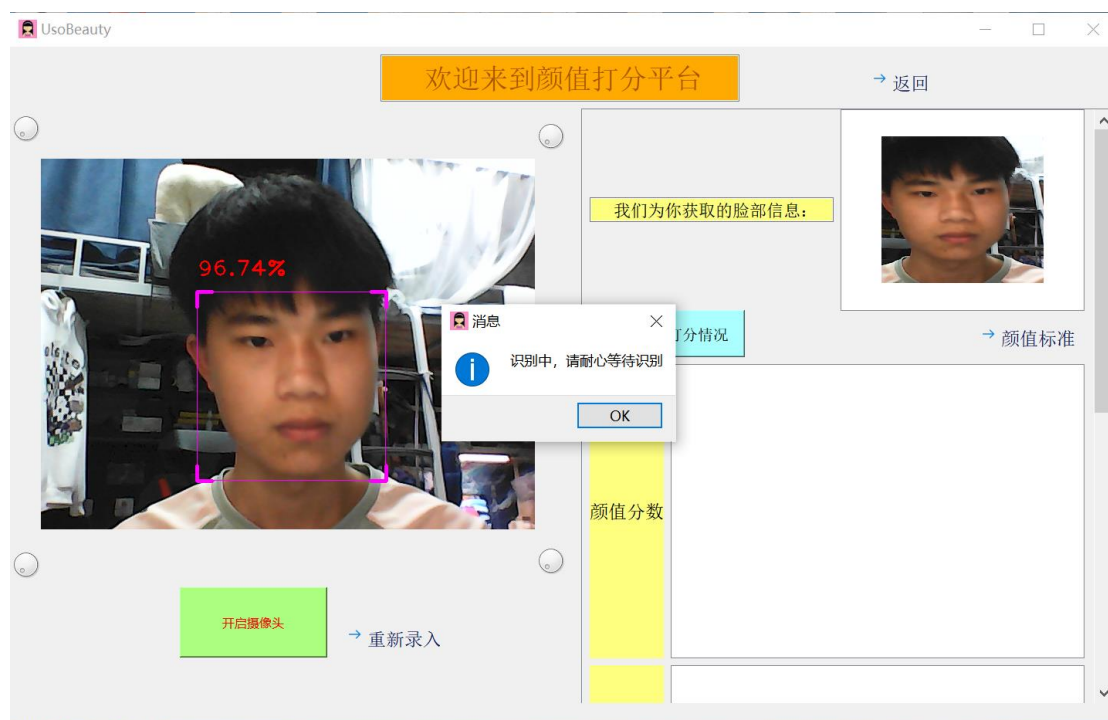 UsoBeauty
欢迎来到颜值打分平台
返回
96.74%
我们为你获取的脸部信息：
消息
识别中，请耐心等待识别
OK
分情况
颜值标准
颜值分数
开启摄像头
重新录入